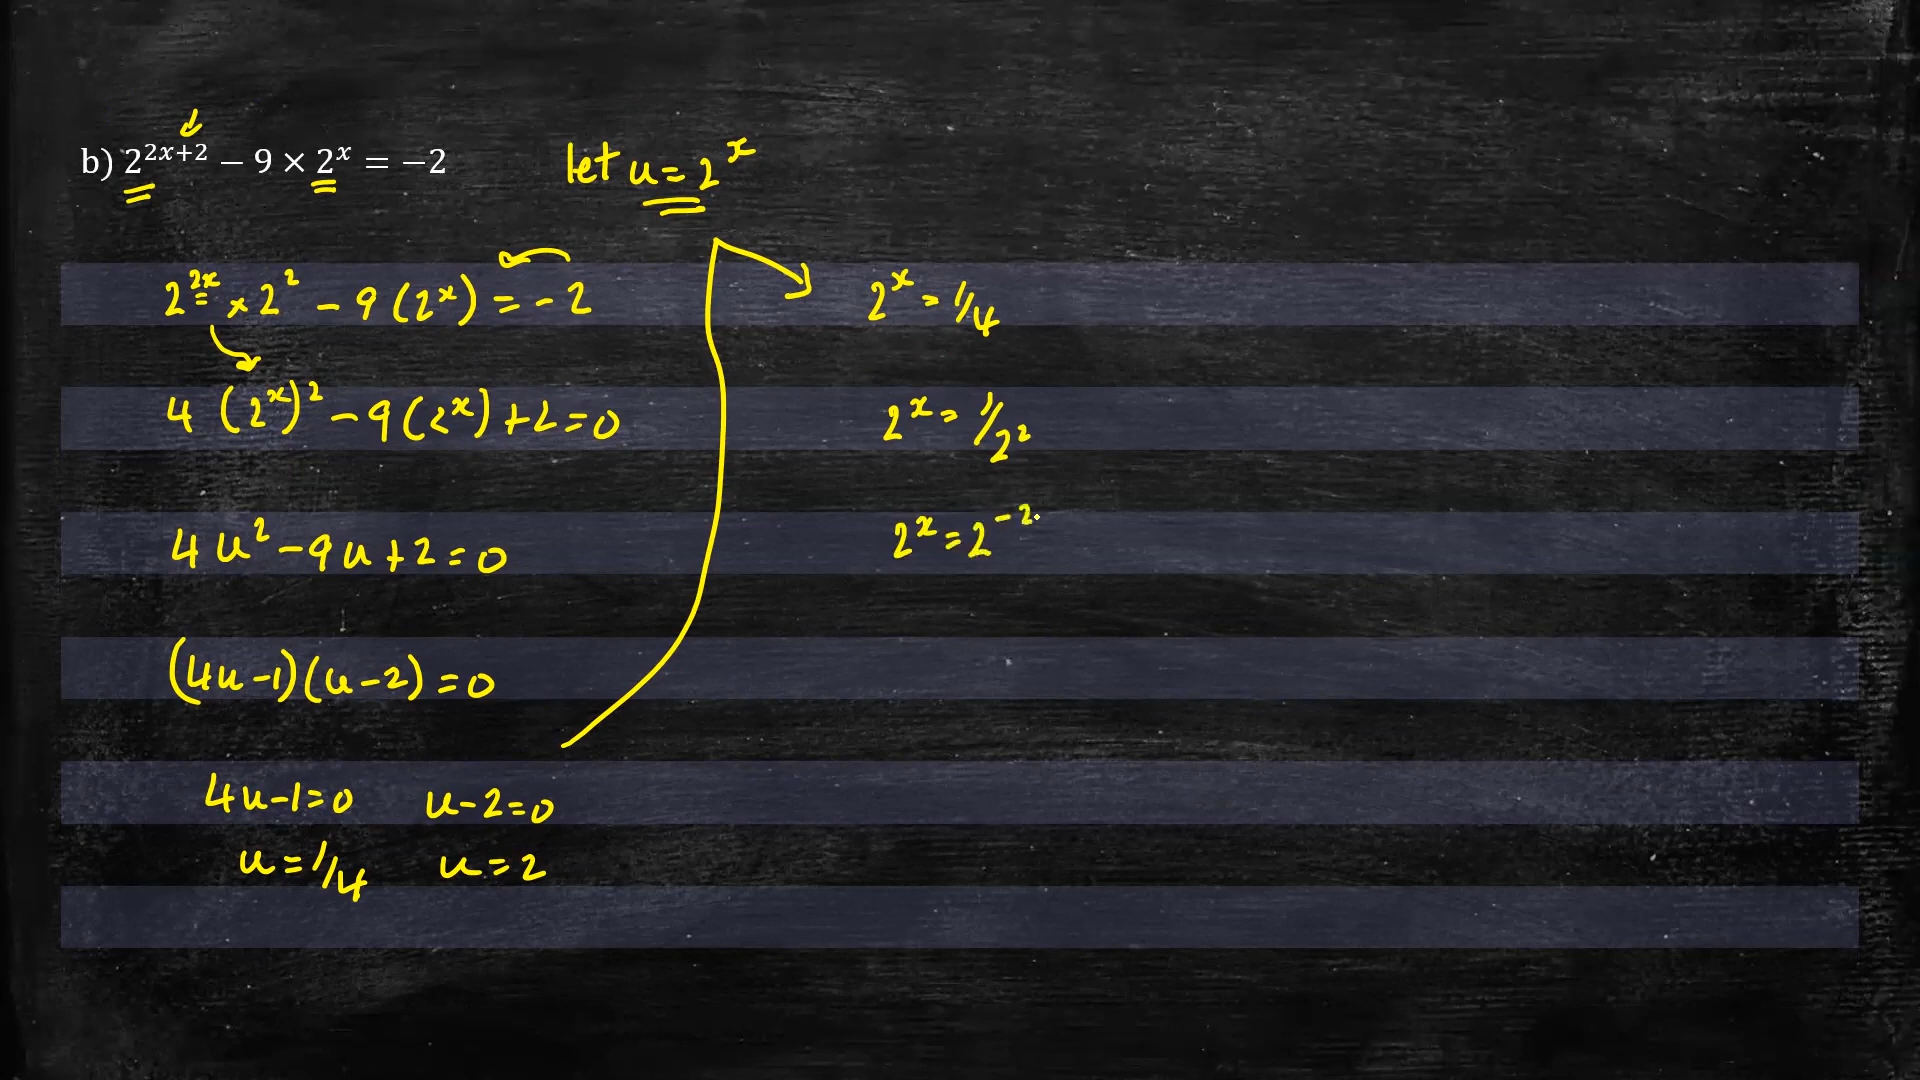 b) 2^{2x+2} − 9 × 2^x = −2
let u = 2^x
2^{2x} × 2^2 - 9(2^x) = -2
4(2^x)^2 - 9(2^x) + 2 = 0
4u^2 - 9u + 2 = 0
(4u-1)(u-2) = 0
4u-1=0 u-2=0
u=1/4 u=2
2^x = 1/4
2^x = 1/2^2
2^x = 2^{-2}